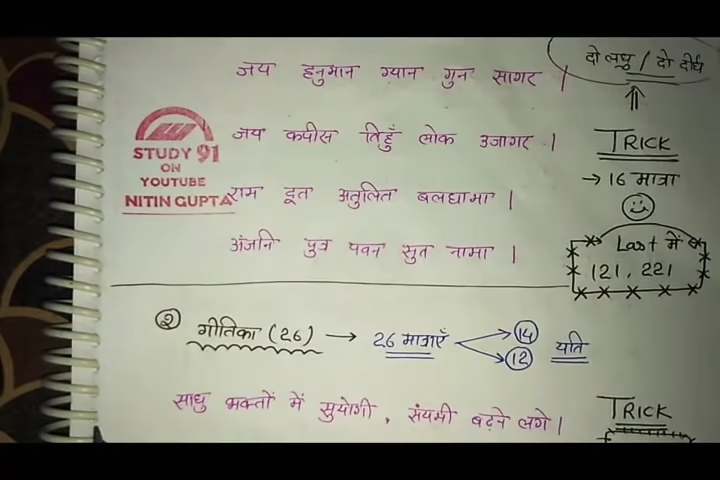 दो लघु / दो दीर्घ
जय हनुमान ग्यान गुन सागर |
TRICK
जय कपीस तिहुँ लोक उजागर |
→ 16 मात्रा
STUDY 91
ON
YOUTUBE
NITIN GUPTA
राम दूत अतुलित बलधामा |
अंजनि पुत्र पवन सुत नामा |
Last में
121, 221
② गीतिका (26) → 26 मात्राएँ
14
12
यति
साधु भक्तों में सुयोगी, संयमी बढ़ने लगे |
TRICK